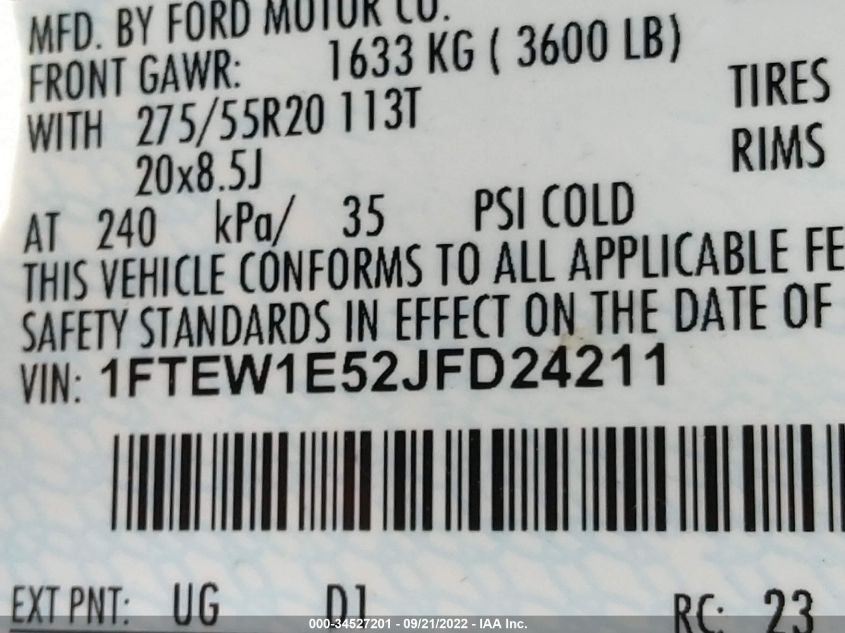 MFD. BY FORD MOTOR CO.
FRONT GAWR: 1633 KG ( 3600 LB)
WITH 275/55R20 113T TIRES
20x8.5J RIMS
AT 240 kPa/ 35 PSI COLD
THIS VEHICLE CONFORMS TO ALL APPLICABLE FE
SAFETY STANDARDS IN EFFECT ON THE DATE OF
VIN: 1FTEW1E52JFD24211
EXT PNT: UG D1 RC: 23
000-34527201 - 09/21/2022 - IAA Inc.